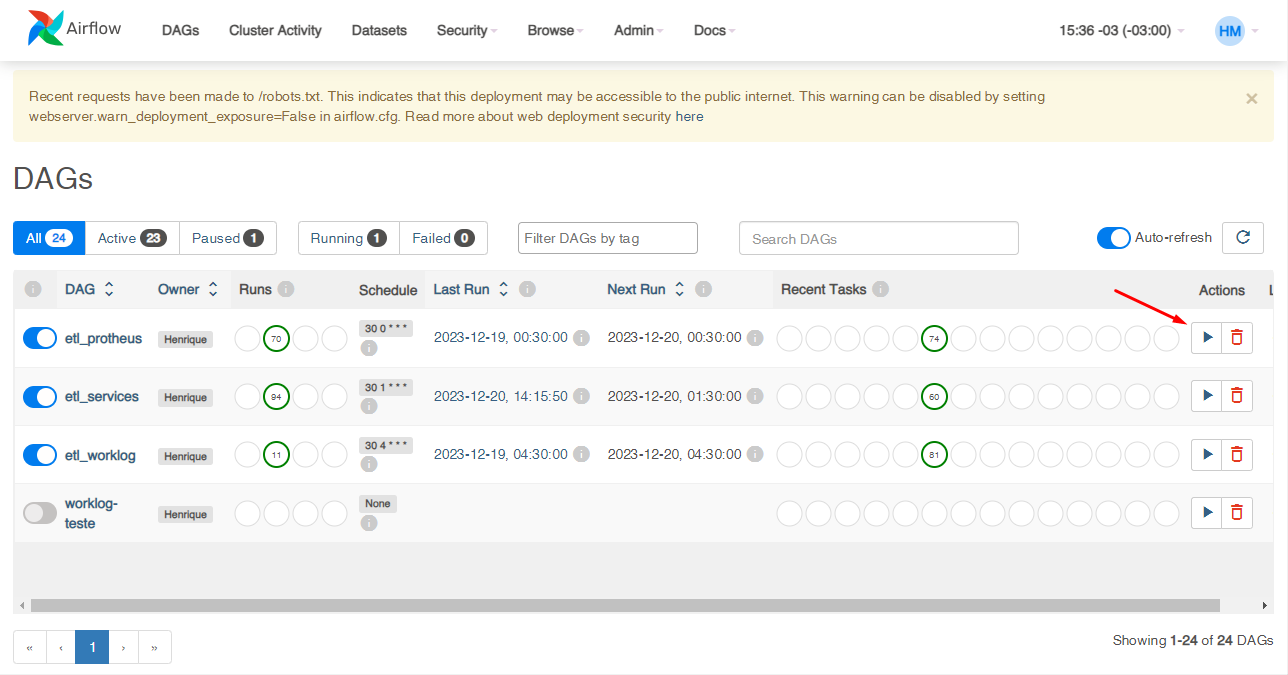 Airflow DAGs Cluster Activity Datasets Security Browse Admin Docs 15:36 -03 (-03:00) HM
Recent requests have been made to /robots.txt. This indicates that this deployment may be accessible to the public internet. This warning can be disabled by setting
webserver.warn_deployment_exposure=False in airflow.cfg. Read more about web deployment security here ×
DAGs
All 24 Active 23 Paused 1 Running 1 Failed 0 Filter DAGs by tag Search DAGs Auto-refresh
i DAG Owner Runs i Schedule Last Run i Next Run i Recent Tasks i Actions L
etl_protheus Henrique 70 30 0 * * * i 2023-12-19, 00:30:00 i 2023-12-20, 00:30:00 i 74
etl_services Henrique 94 30 1 * * * i 2023-12-20, 14:15:50 i 2023-12-20, 01:30:00 i 60
etl_worklog Henrique 11 30 4 * * * i 2023-12-19, 04:30:00 i 2023-12-20, 04:30:00 i 81
worklog-
teste Henrique None i
« ‹ 1 › » Showing 1-24 of 24 DAGs